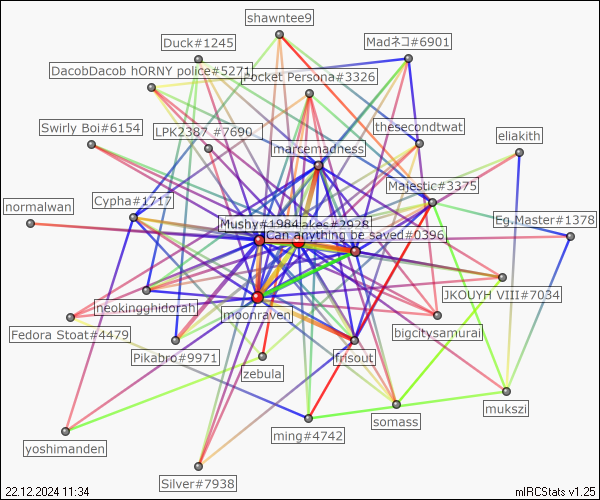 shawntee9
Duck#1245
Madネコ#6901
DacobDacob hORNY police#5271
Pocket Persona#3326
Swirly Boi#6154
LPK2387 #7690
thesecondtwat
eliakith
marcemadness
Majestic#3375
Cypha#1717
normalwan
Mushy#1984
akes#2928
Eg.Master#1378
Can anything be saved#0396
JKOUYH VIII#7034
neokingghidorah
moonraven
bigcitysamurai
Fedora Stoat#4479
Pikabro#9971
frisout
zebula
mukszi
somass
ming#4742
yoshimanden
Silver#7938
22.12.2024 11:34
mIRCStats v1.25